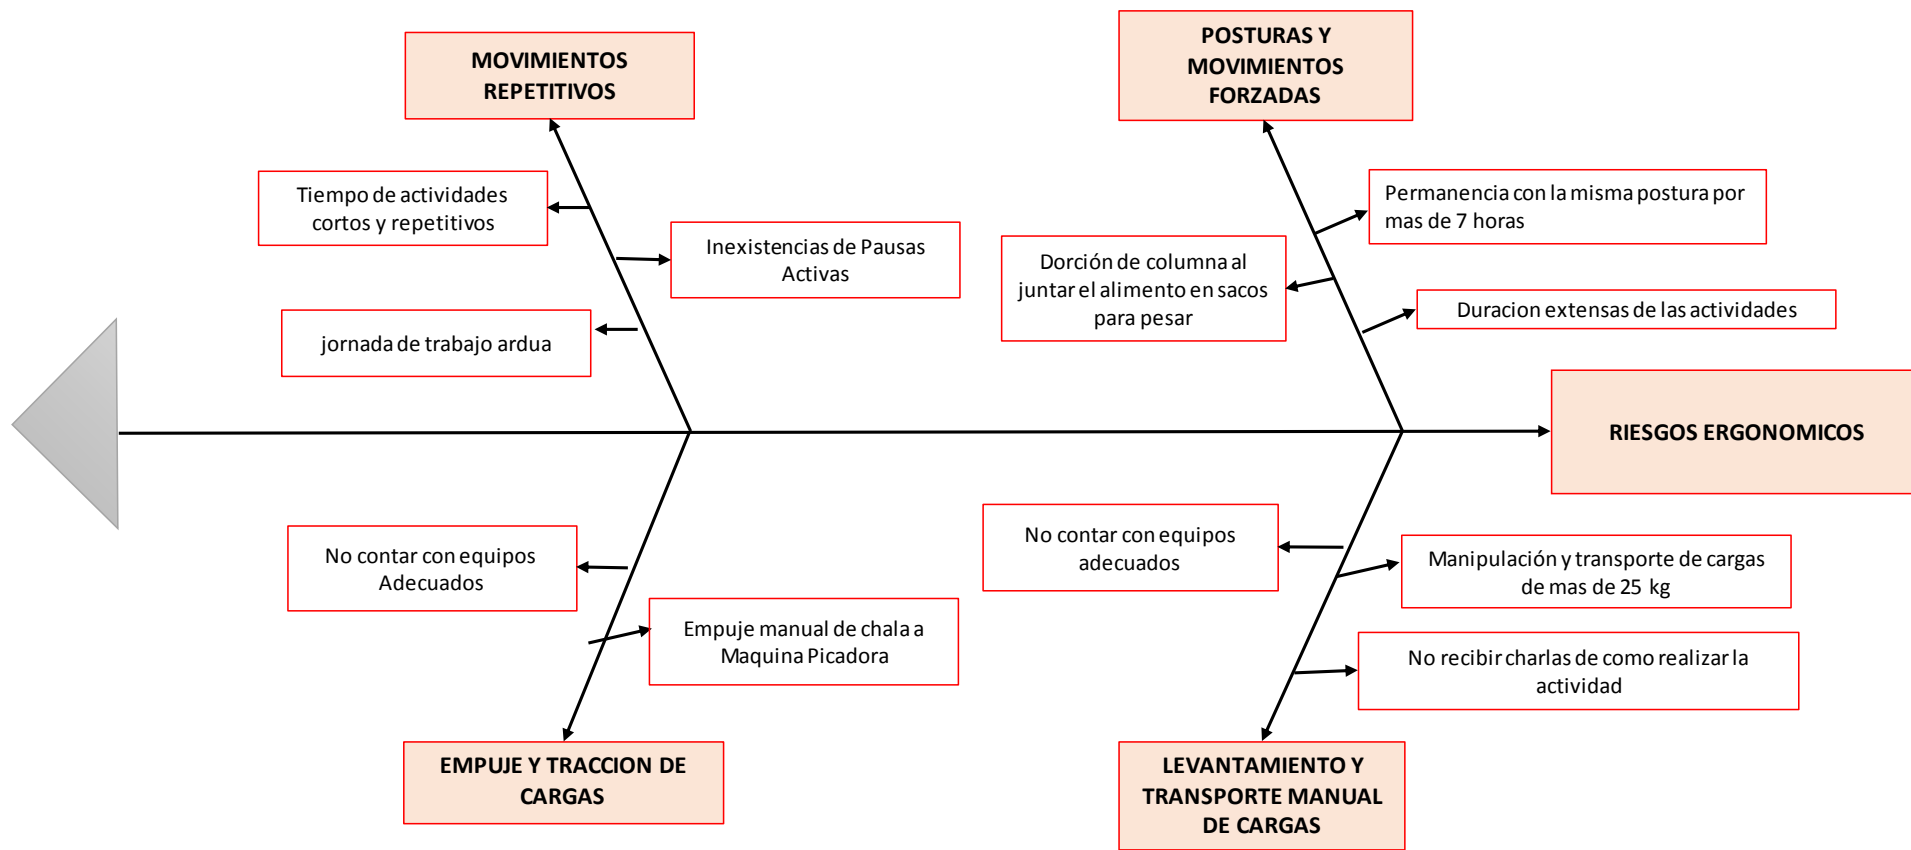 MOVIMIENTOS
REPETITIVOS
POSTURAS Y
MOVIMIENTOS
FORZADAS
Tiempo de actividades
cortos y repetitivos
Inexistencias de Pausas
Activas
jornada de trabajo ardua
Permanencia con la misma postura por
mas de 7 horas
Dorción de columna al
juntar el alimento en sacos
para pesar
Duracion extensas de las actividades
RIESGOS ERGONOMICOS
No contar con equipos
Adecuados
Empuje manual de chala a
Maquina Picadora
No contar con equipos
adecuados
Manipulación y transporte de cargas
de mas de 25 kg
No recibir charlas de como realizar la
actividad
EMPUJE Y TRACCION DE
CARGAS
LEVANTAMIENTO Y
TRANSPORTE MANUAL
DE CARGAS